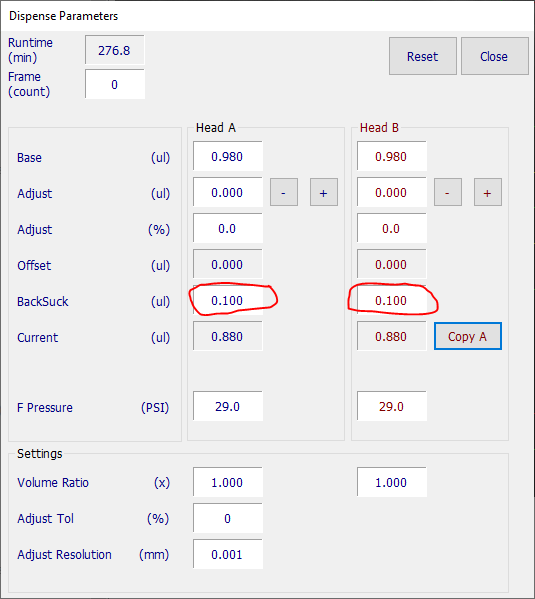 Dispense Parameters
Runtime (min) 276.8 Reset Close
Frame (count) 0
Head A Head B
Base (ul) 0.980 0.980
Adjust (ul) 0.000 - + 0.000 - +
Adjust (%) 0.0 0.0
Offset (ul) 0.000 0.000
BackSuck (ul) 0.100 0.100
Current (ul) 0.880 0.880 Copy A
F Pressure (PSI) 29.0 29.0
Settings
Volume Ratio (x) 1.000 1.000
Adjust Tol (%) 0
Adjust Resolution (mm) 0.001